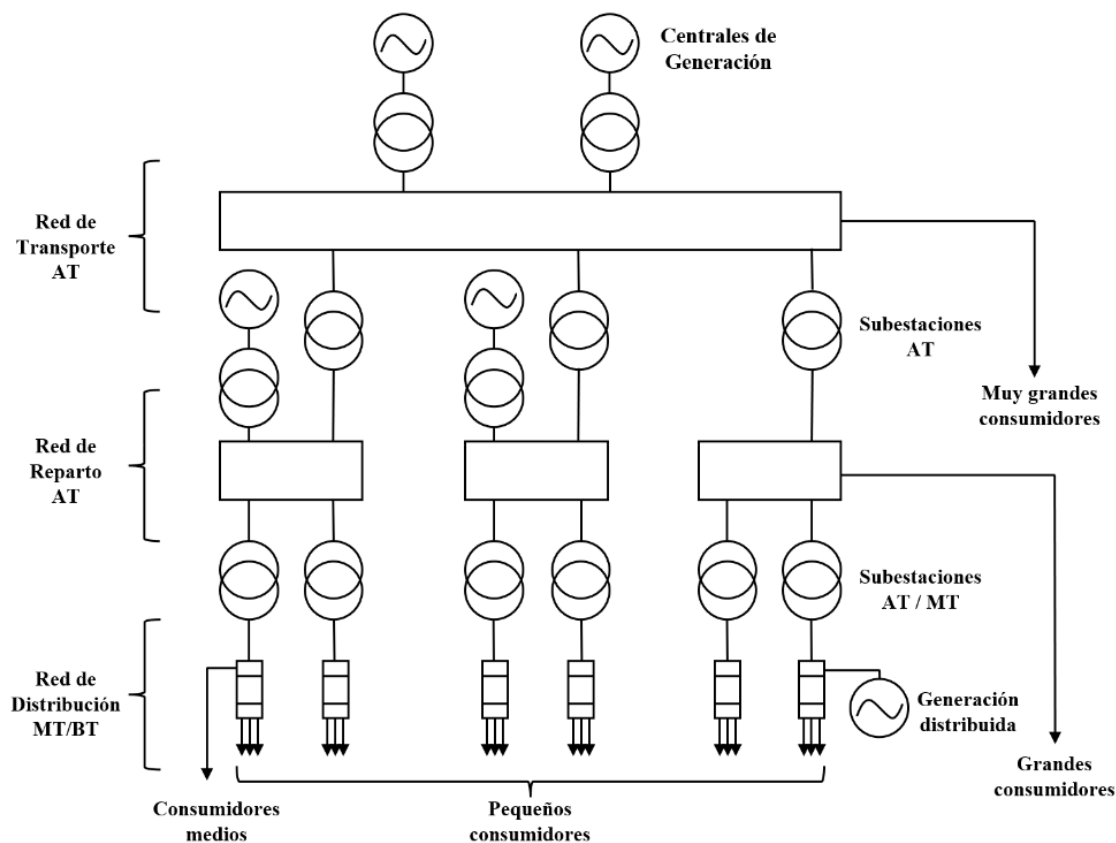 Centrales de
Generación
Red de
Transporte
AT
Subestaciones
AT
Muy grandes
consumidores
Red de
Reparto
AT
Subestaciones
AT / MT
Red de
Distribución
MT/BT
Generación
distribuida
Grandes
consumidores
Consumidores
medios
Pequeños
consumidores